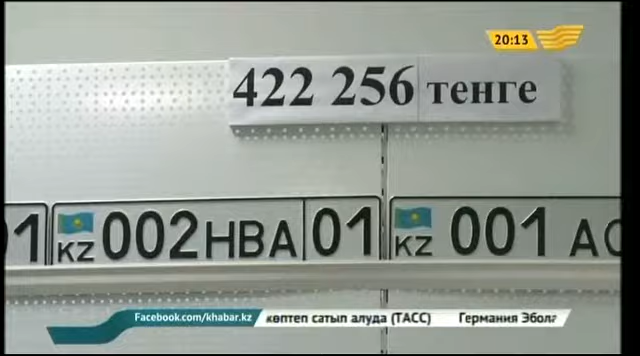 20:13
422 256 тенге
1
KZ 002 HBA 01
KZ 001 A
Facebook.com/khabar.kz көптеп сатып алуда (ТАСС) Германия Эбола